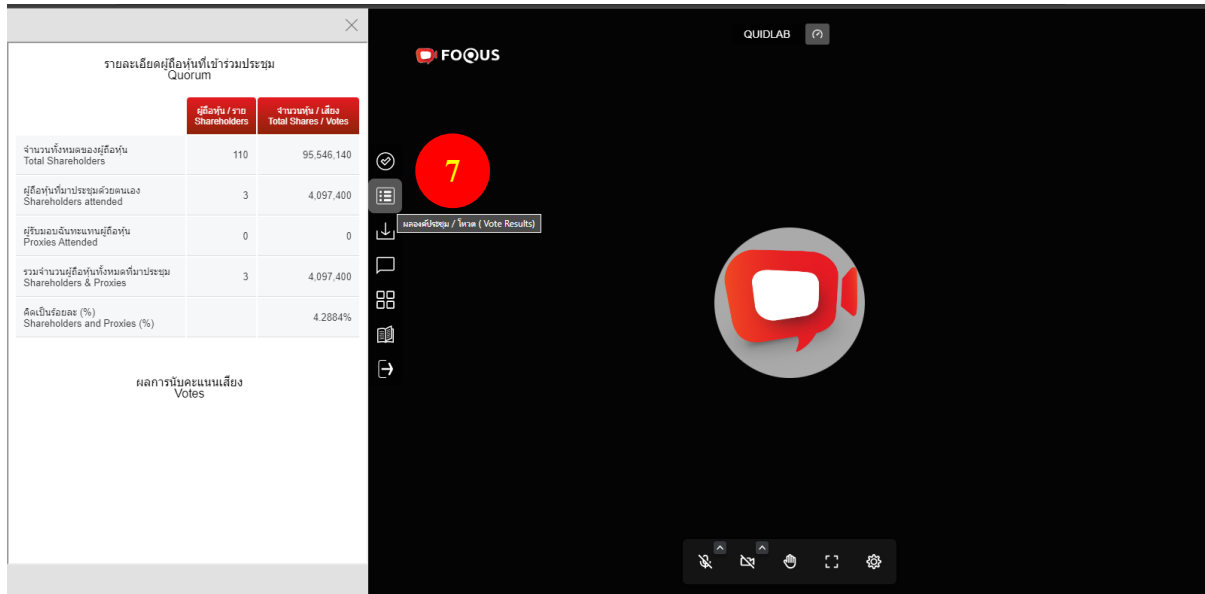 QUIDLAB
FOQUS
รายละเอียดผู้ถือหุ้นที่เข้าร่วมประชุม
Quorum
ผู้ถือหุ้น / ราย
Shareholders
จำนวนหุ้น / เสียง
Total Shares / Votes
จำนวนทั้งหมดของผู้ถือหุ้น
Total Shareholders
110
95,546,140
ผู้ถือหุ้นที่มาประชุมด้วยตนเอง
Shareholders attended
3
4,097,400
ผู้รับมอบฉันทะแทนผู้ถือหุ้น
Proxies Attended
0
0
รวมจำนวนผู้ถือหุ้นทั้งหมดที่มาประชุม
Shareholders & Proxies
3
4,097,400
คิดเป็นร้อยละ (%)
Shareholders and Proxies (%)
4.2884%
ผลการนับคะแนนเสียง
Votes
7
ผลองค์ประชุม / โหวต ( Vote Results)